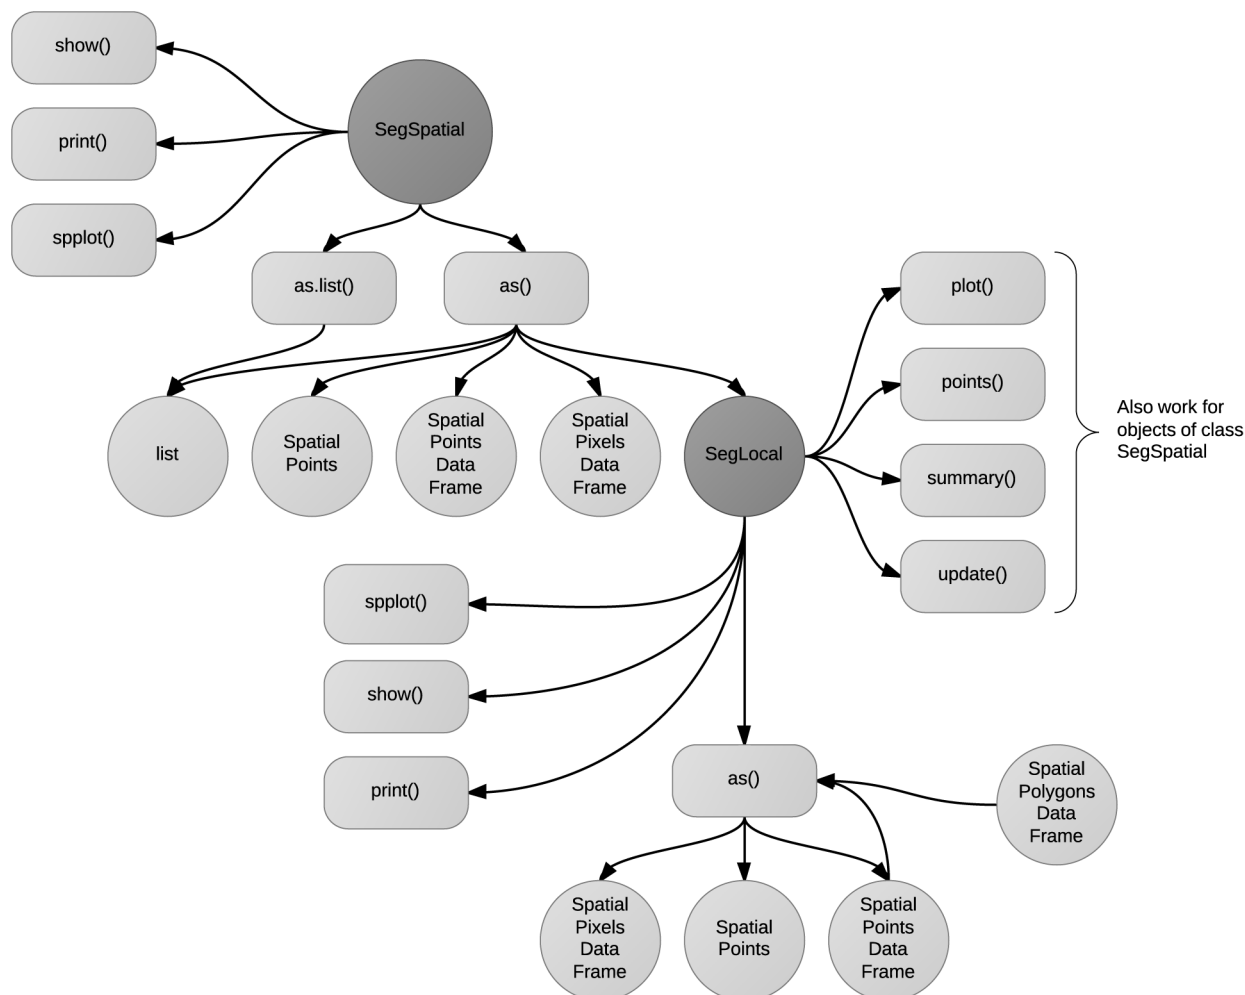 show()
SegSpatial
print()
spplot()
as.list()
as()
plot()
points()
Also work for
objects of class
SegSpatial
list
Spatial
Points
Spatial
Points
Data
Frame
Spatial
Pixels
Data
Frame
SegLocal
summary()
update()
spplot()
show()
print()
as()
Spatial
Polygons
Data
Frame
Spatial
Pixels
Data
Frame
Spatial
Points
Spatial
Points
Data
Frame